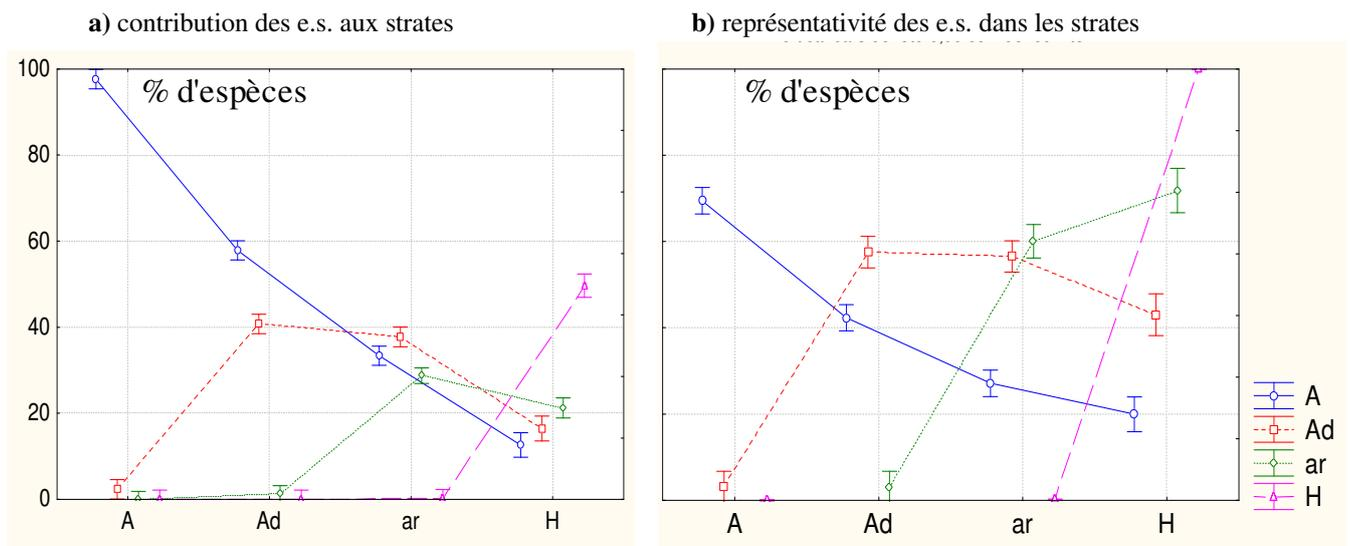 a) contribution des e.s. aux strates
b) représentativité des e.s. dans les strates
% d'espèces
100
80
60
40
20
0
A Ad ar H
% d'espèces
A Ad ar H
A
Ad
ar
H